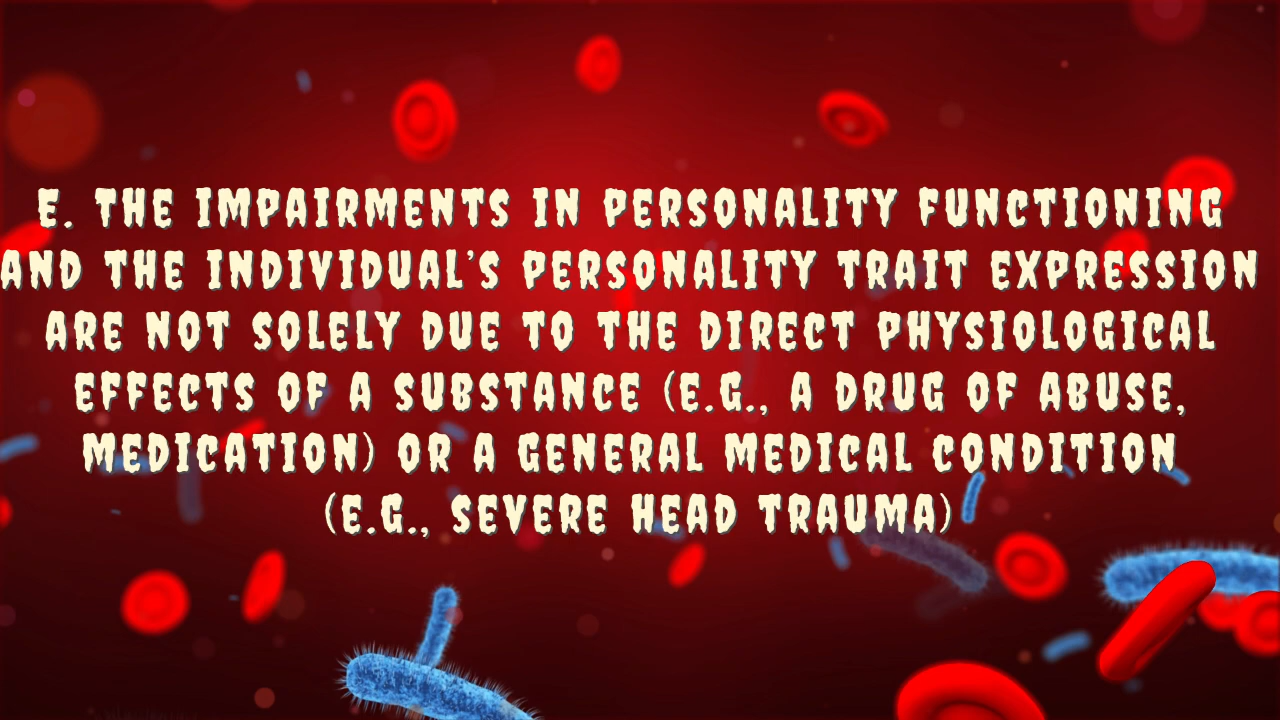 E. THE IMPAIRMENTS IN PERSONALITY FUNCTIONING
AND THE INDIVIDUAL'S PERSONALITY TRAIT EXPRESSION
ARE NOT SOLELY DUE TO THE DIRECT PHYSIOLOGICAL
EFFECTS OF A SUBSTANCE (E.G., A DRUG OF ABUSE,
MEDICATION) OR A GENERAL MEDICAL CONDITION
(E.G., SEVERE HEAD TRAUMA)